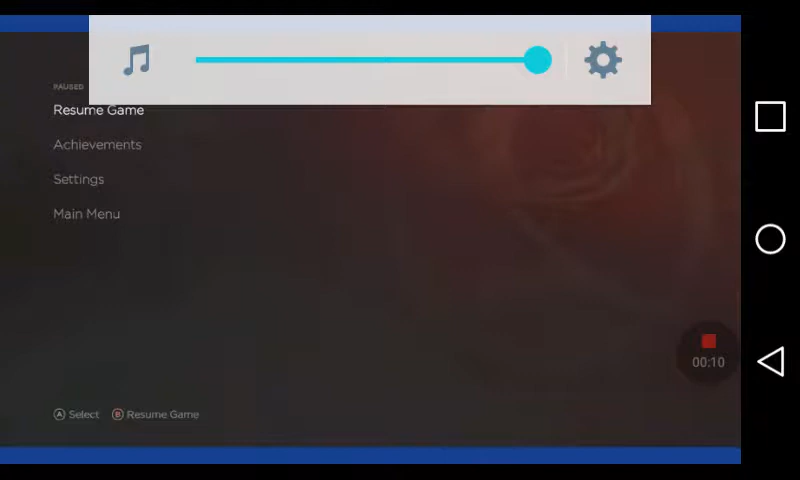 PAUSED
Resume Game
Achievements
Settings
Main Menu
00:10
A Select B Resume Game